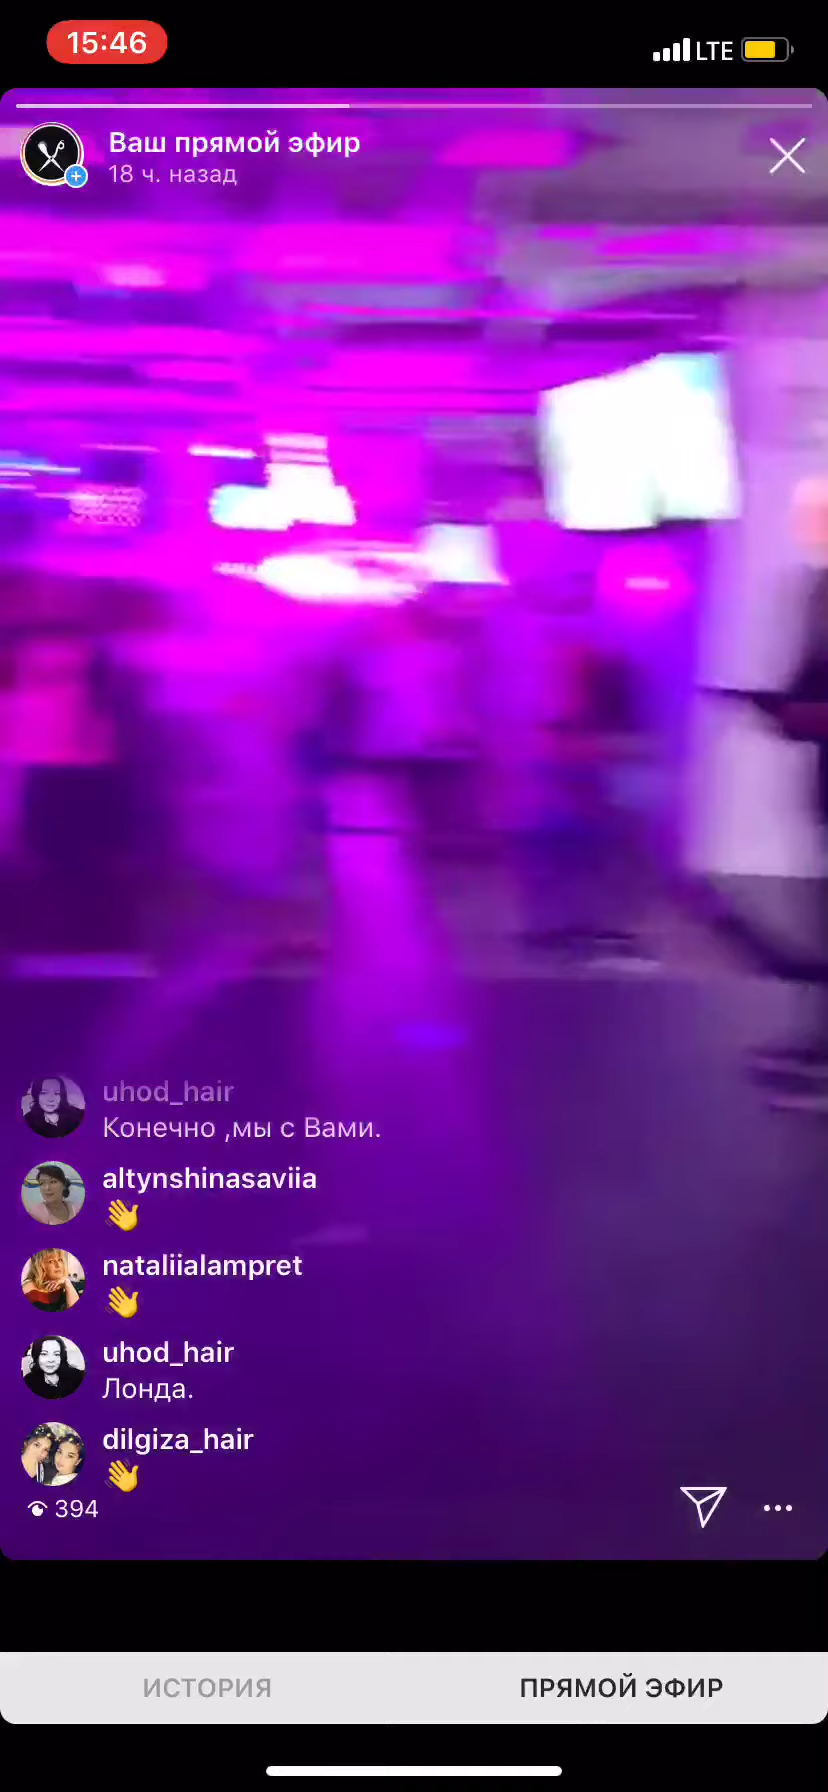 15:46
LTE
Ваш прямой эфир
18 ч. назад
uhod_hair
Конечно ,мы с Вами.
altynshinasaviia
👋
nataliialampret
👋
uhod_hair
Лонда.
dilgiza_hair
👋
394
ИСТОРИЯ
ПРЯМОЙ ЭФИР